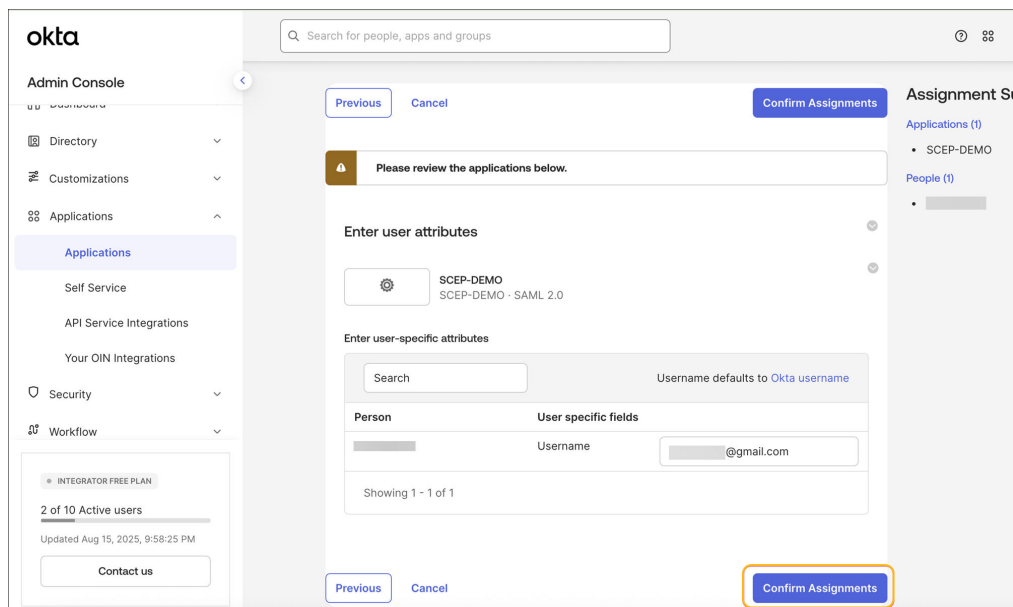 okta
Search for people, apps and groups
Admin Console
Dashboard
Directory
Customizations
Applications
Applications
Self Service
API Service Integrations
Your OIN Integrations
Security
Workflow
INTEGRATOR FREE PLAN
2 of 10 Active users
Updated Aug 15, 2025, 9:58:25 PM
Contact us
Previous
Cancel
Confirm Assignments
Please review the applications below.
Enter user attributes
SCEP-DEMO
SCEP-DEMO · SAML 2.0
Enter user-specific attributes
Search
Username defaults to Okta username
Person User specific fields
Username @gmail.com
Showing 1 - 1 of 1
Previous
Cancel
Confirm Assignments
Assignment Su
Applications (1)
• SCEP-DEMO
People (1)